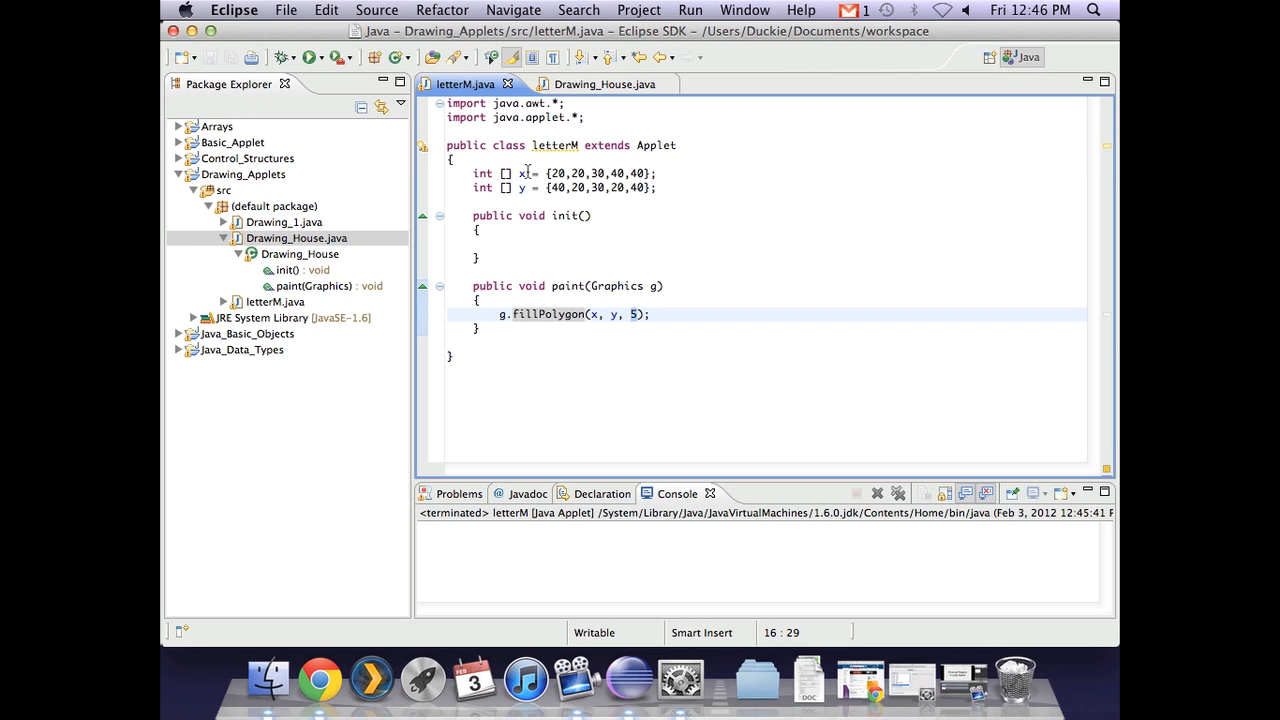 Eclipse File Edit Source Refactor Navigate Search Project Run Window Help 1 Fri 12:46 PM
Java – Drawing_Applets/src/letterM.java – Eclipse SDK – /Users/Duckie/Documents/workspace
Java
Package Explorer
letterM.java
Drawing_House.java
Arrays
Basic_Applet
Control_Structures
Drawing_Applets
src
(default package)
Drawing_1.java
Drawing_House.java
Drawing_House
init() : void
paint(Graphics) : void
letterM.java
JRE System Library [JavaSE-1.6]
Java_Basic_Objects
Java_Data_Types
import java.awt.*;
import java.applet.*;
public class letterM extends Applet
{
int [] x = {20,20,30,40,40};
int [] y = {40,20,30,20,40};
public void init()
{
}
public void paint(Graphics g)
{
g.fillPolygon(x, y, 5);
}
}
Problems @ Javadoc Declaration Console
<terminated> letterM [Java Applet] /System/Library/Java/JavaVirtualMachines/1.6.0.jdk/Contents/Home/bin/java (Feb 3, 2012 12:45:41 P
Writable Smart Insert 16 : 29
FEB
3
DOC